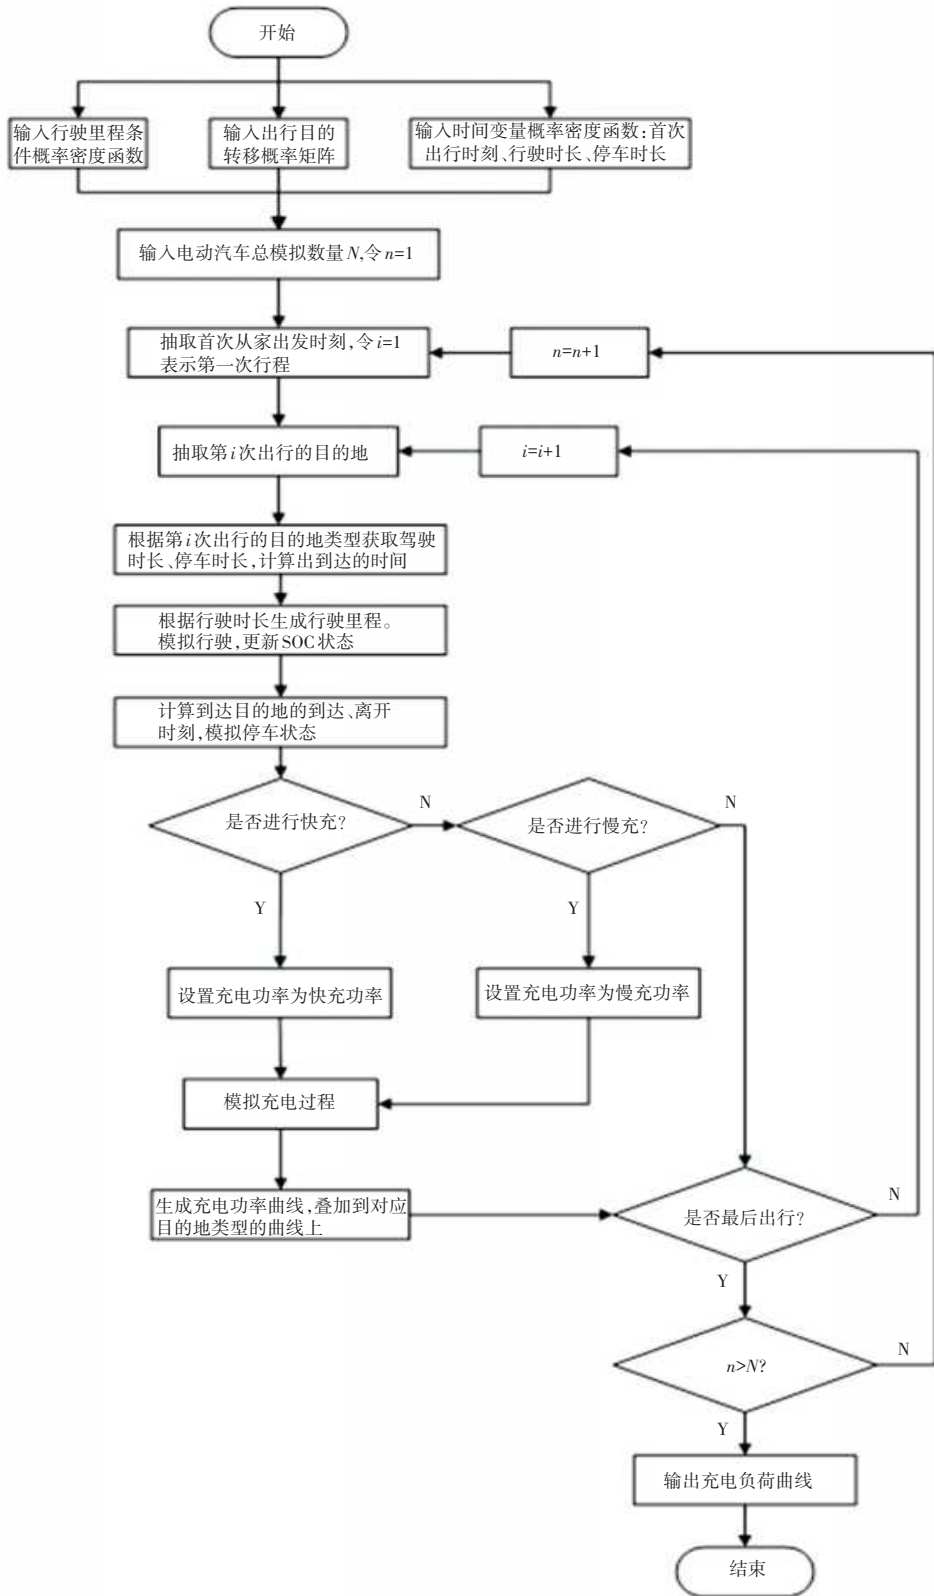 开始
输入行驶里程条
件概率密度函数
输入出行目的
转移概率矩阵
输入时间变量概率密度函数:首次
出行时刻、行驶时长、停车时长
输入电动汽车总模拟数量N,令n=1
抽取首次从家出发时刻,令i=1
表示第一次行程
n=n+1
抽取第i次出行的目的地
i=i+1
根据第i次出行的目的地类型获取驾驶
时长、停车时长,计算出到达的时间
根据行驶时长生成行驶里程。
模拟行驶,更新SOC状态
计算到达目的地的到达、离开
时刻,模拟停车状态
是否进行快充?
N
是否进行慢充?
N
Y
Y
设置充电功率为快充功率
设置充电功率为慢充功率
模拟充电过程
生成充电功率曲线,叠加到对应
目的地类型的曲线上
是否最后出行?
N
Y
n>N?
N
Y
输出充电负荷曲线
结束